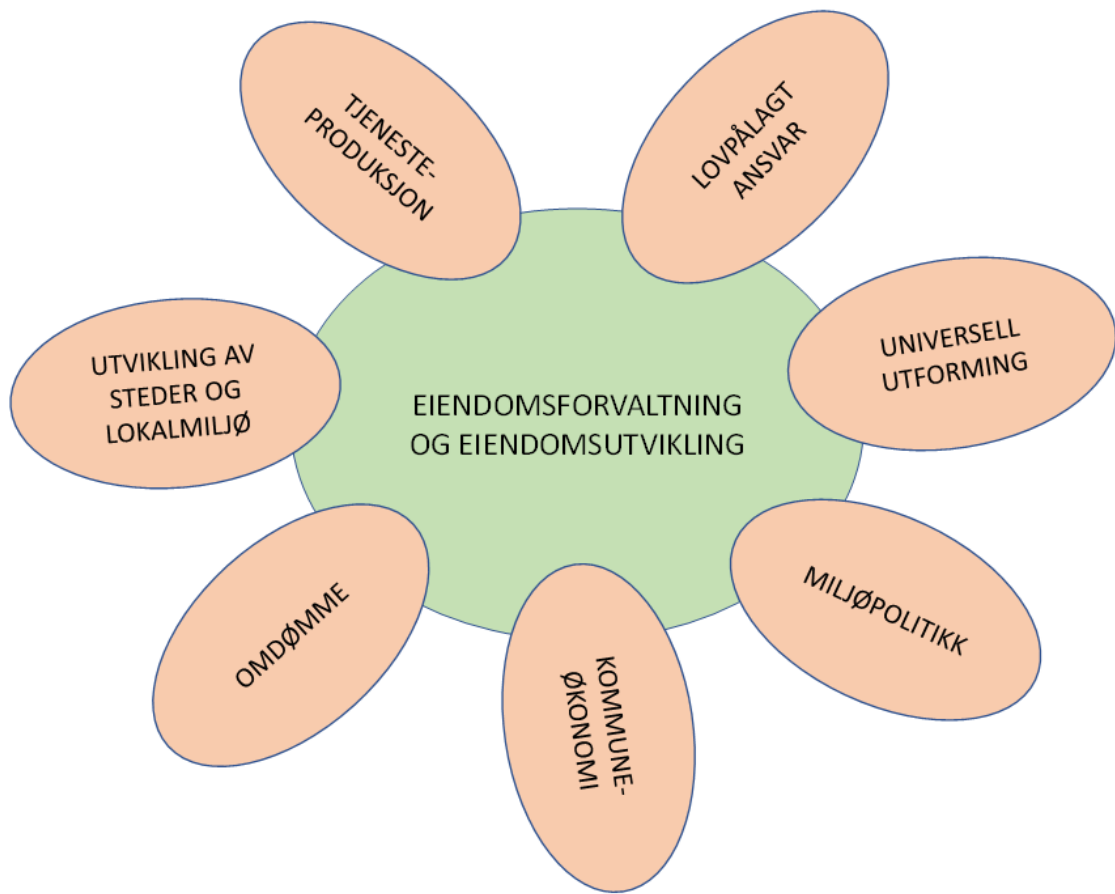 TJENESTE-
PRODUKSJON
LOVPÅLAGT
ANSVAR
UNIVERSELL
UTFORMING
UTVIKLING AV
STEDER OG
LOKALMILJØ
EIENDOMSFORVALTNING
OG EIENDOMSUTVIKLING
MILJØPOLITIKK
OMDØMME
KOMMUNE-
ØKONOMI